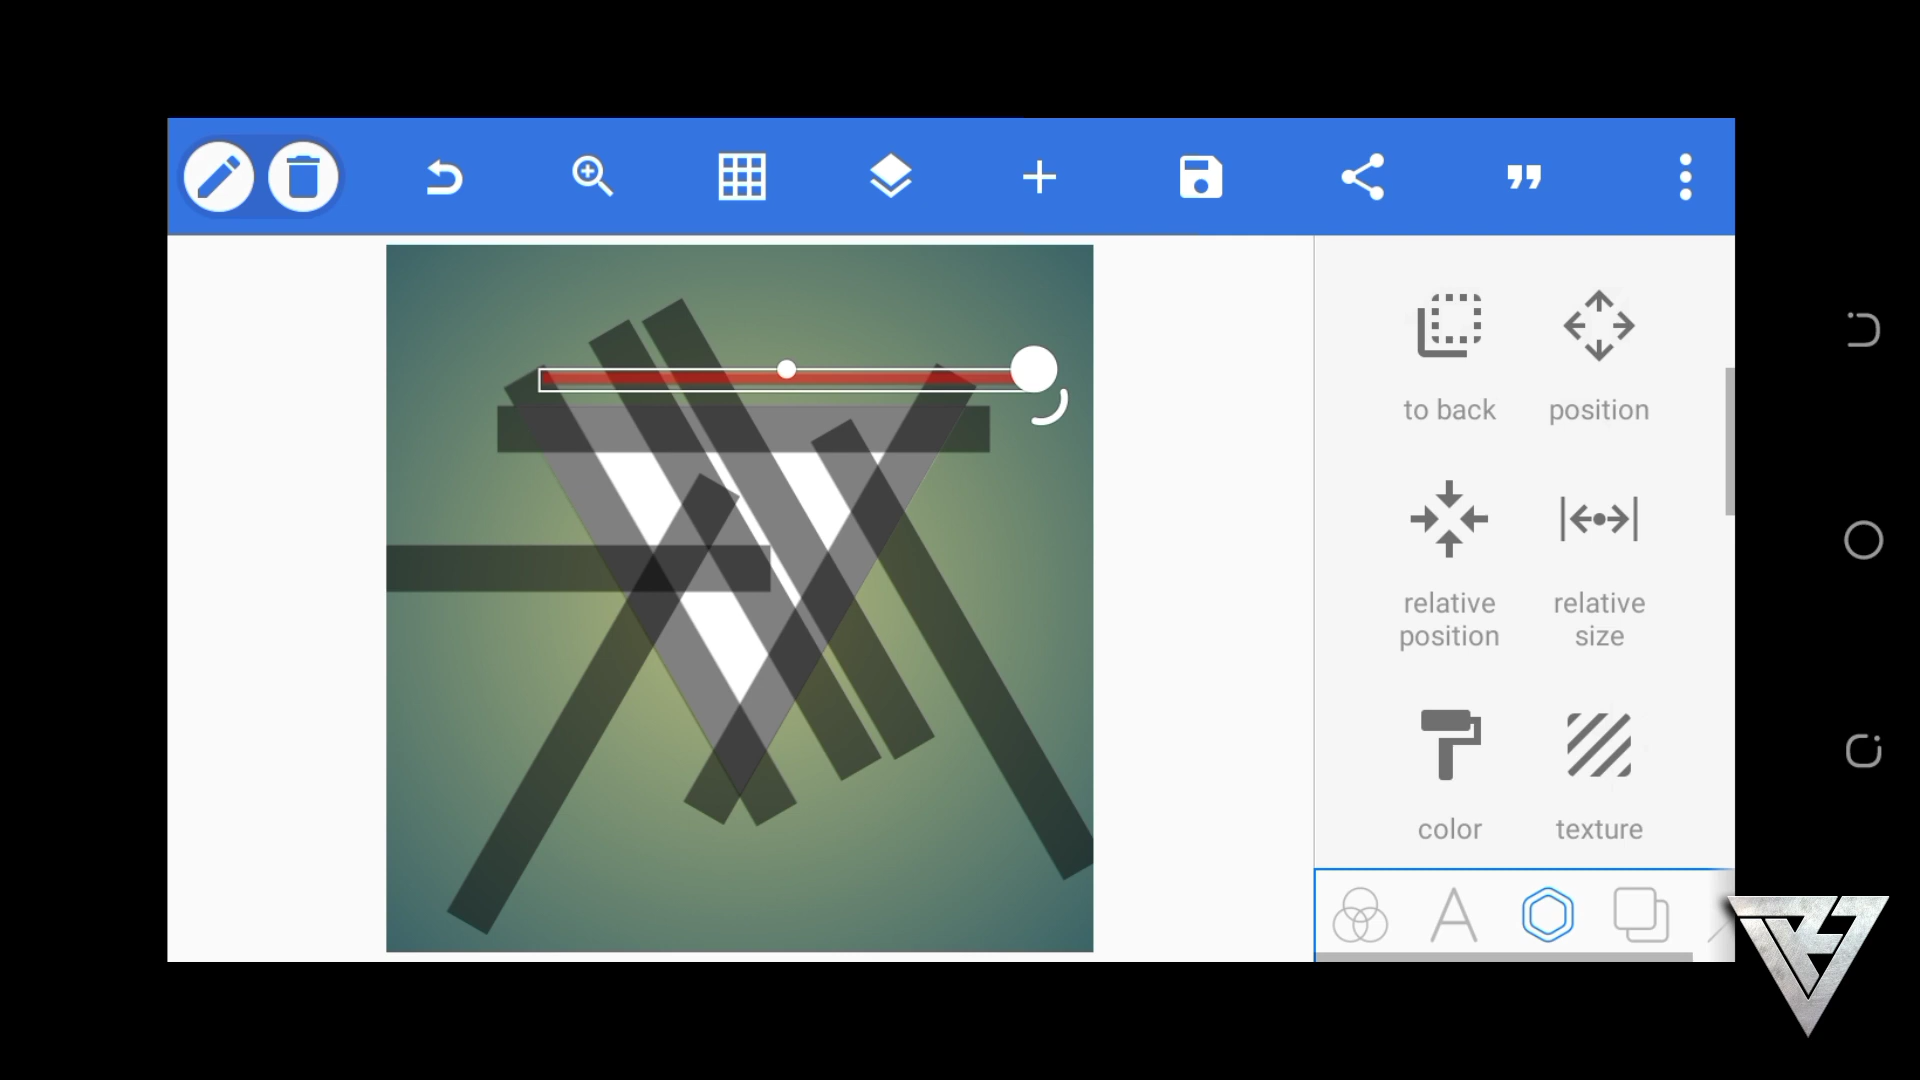 to back
position
relative
position
relative
size
color
texture